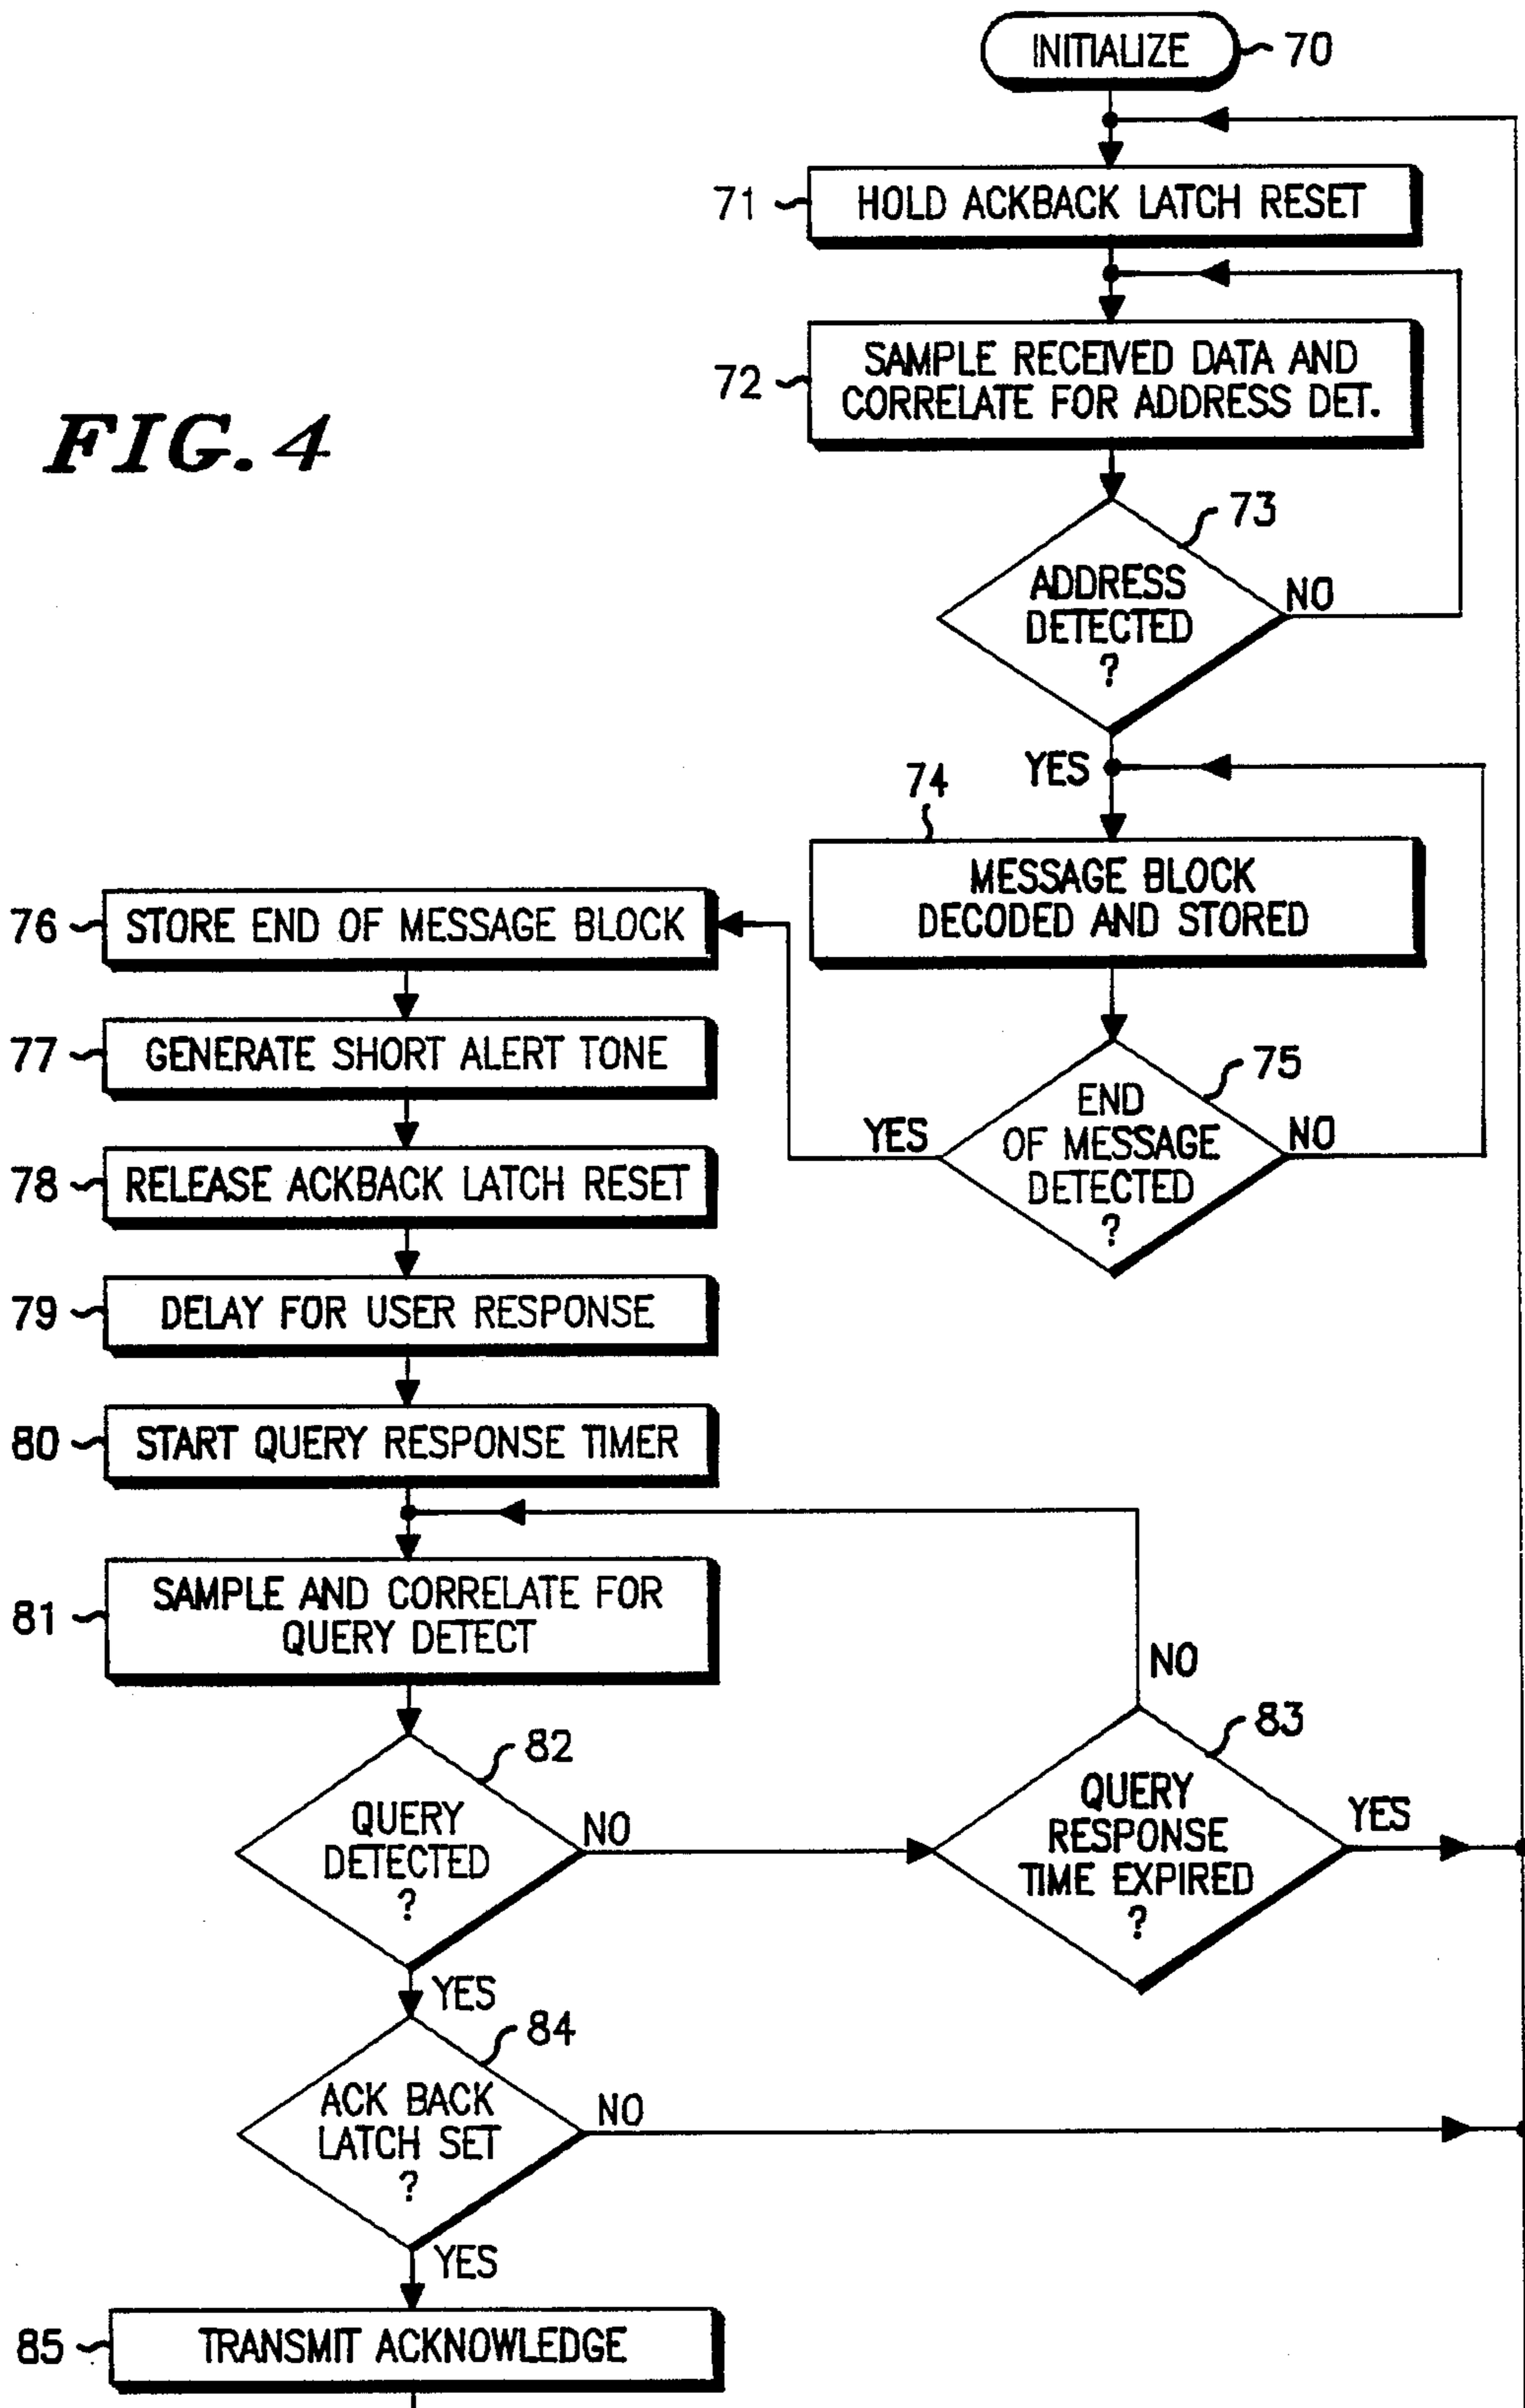 FIG. 4
INITIALIZE
70
71
HOLD ACKBACK LATCH RESET
72
SAMPLE RECEIVED DATA AND
CORRELATE FOR ADDRESS DET.
73
ADDRESS
DETECTED
?
NO
YES
74
MESSAGE BLOCK
DECODED AND STORED
75
END
OF MESSAGE
DETECTED
?
NO
YES
76
STORE END OF MESSAGE BLOCK
77
GENERATE SHORT ALERT TONE
78
RELEASE ACKBACK LATCH RESET
79
DELAY FOR USER RESPONSE
80
START QUERY RESPONSE TIMER
81
SAMPLE AND CORRELATE FOR
QUERY DETECT
82
QUERY
DETECTED
?
NO
83
QUERY
RESPONSE
TIME EXPIRED
?
NO
YES
YES
84
ACK BACK
LATCH SET
?
NO
YES
85
TRANSMIT ACKNOWLEDGE